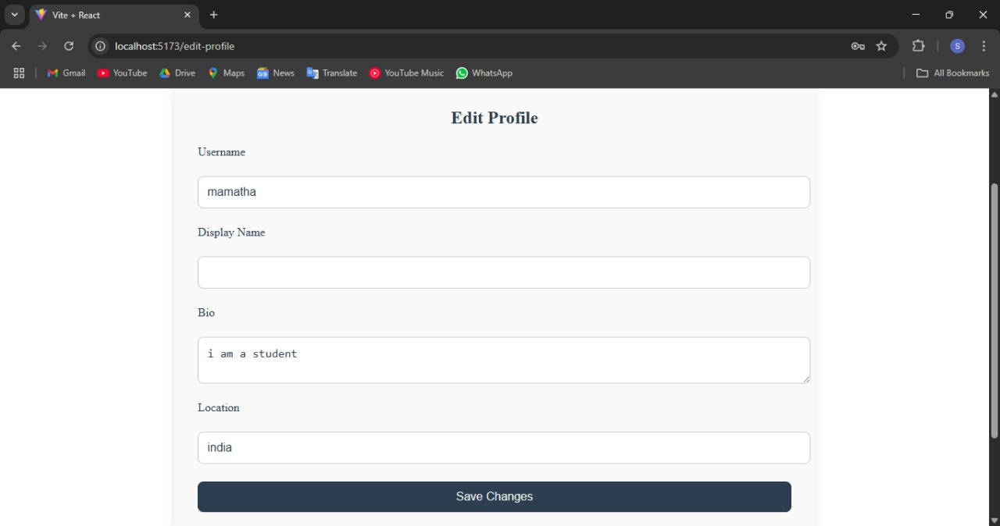 Vite + React
localhost:5173/edit-profile
S
Gmail YouTube Drive Maps News Translate YouTube Music WhatsApp All Bookmarks
Edit Profile
Username
mamatha
Display Name
Bio
i am a student
Location
india
Save Changes